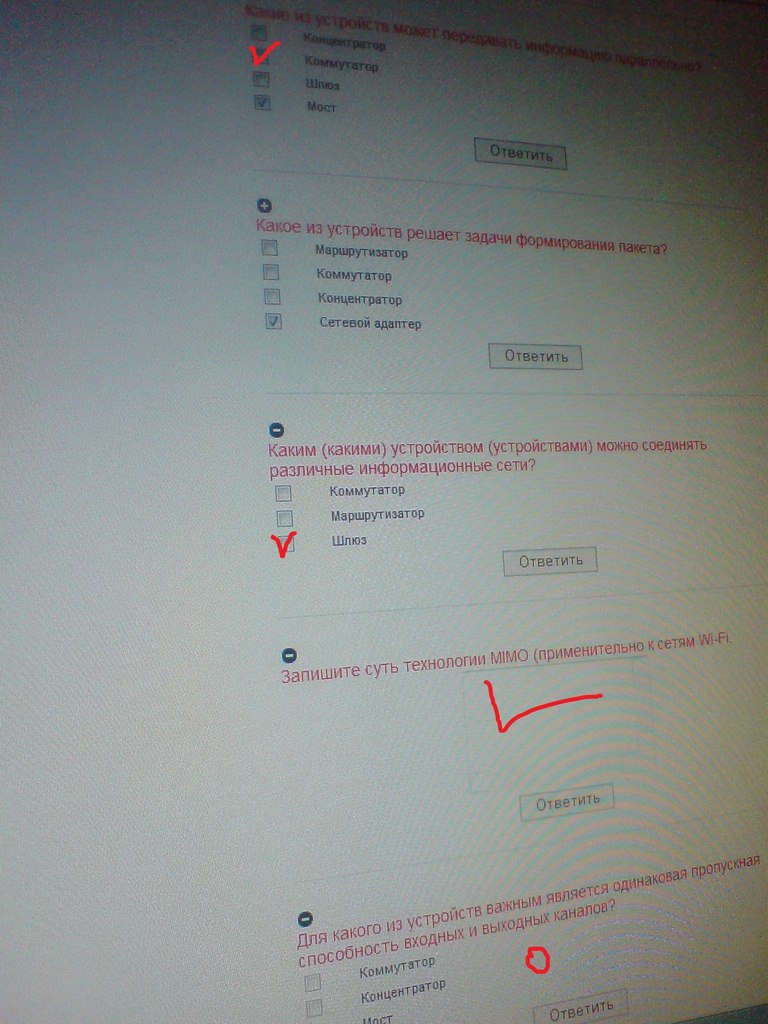 Какие из устройств может передавать информацию параллельно?
Концентратор
Коммутатор
Шлюз
Мост
Ответить
Какое из устройств решает задачи формирования пакета?
Маршрутизатор
Коммутатор
Концентратор
Сетевой адаптер
Ответить
Каким (какими) устройством (устройствами) можно соединять
различные информационные сети?
Коммутатор
Маршрутизатор
Шлюз
Ответить
Запишите суть технологии MIMO (применительно к сетям Wi-Fi.
Ответить
Для какого из устройств важным является одинаковая пропускная
способность входных и выходных каналов?
Коммутатор
Концентратор
Мост
Ответить